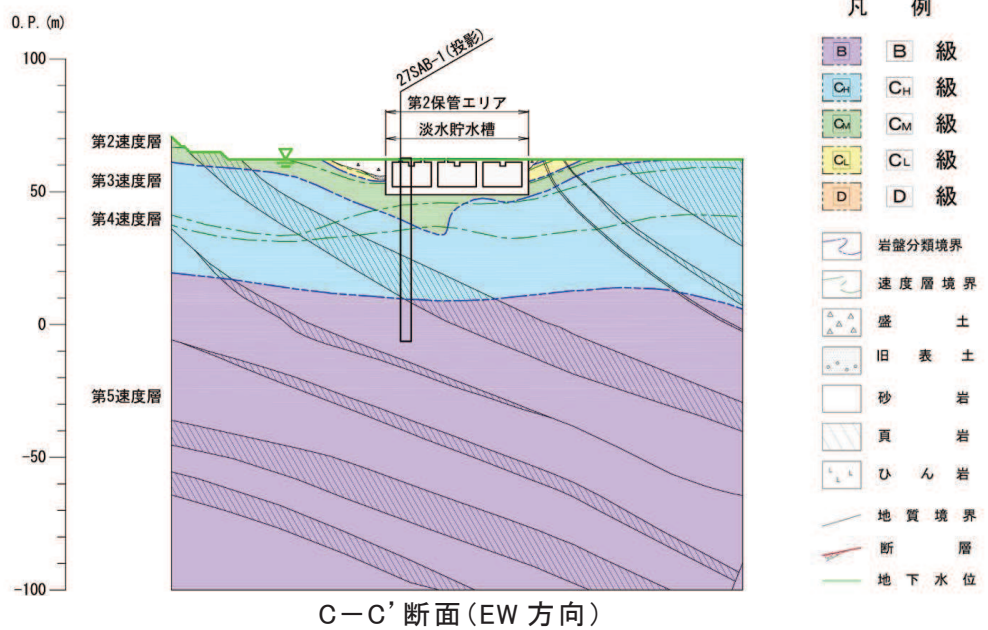 O.P.(m)
100
50
0
-50
-100
第2速度層
第3速度層
第4速度層
第5速度層
27SAB-1(投影)
第2保管エリア
淡水貯水槽
C－C'断面(EW方向)
凡 例
B B 級
CH CH 級
CM CM 級
CL CL 級
D D 級
岩盤分類境界
速度層境界
盛 土
旧 表 土
砂 岩
頁 岩
ひ ん 岩
地 質 境 界
断 層
地 下 水 位